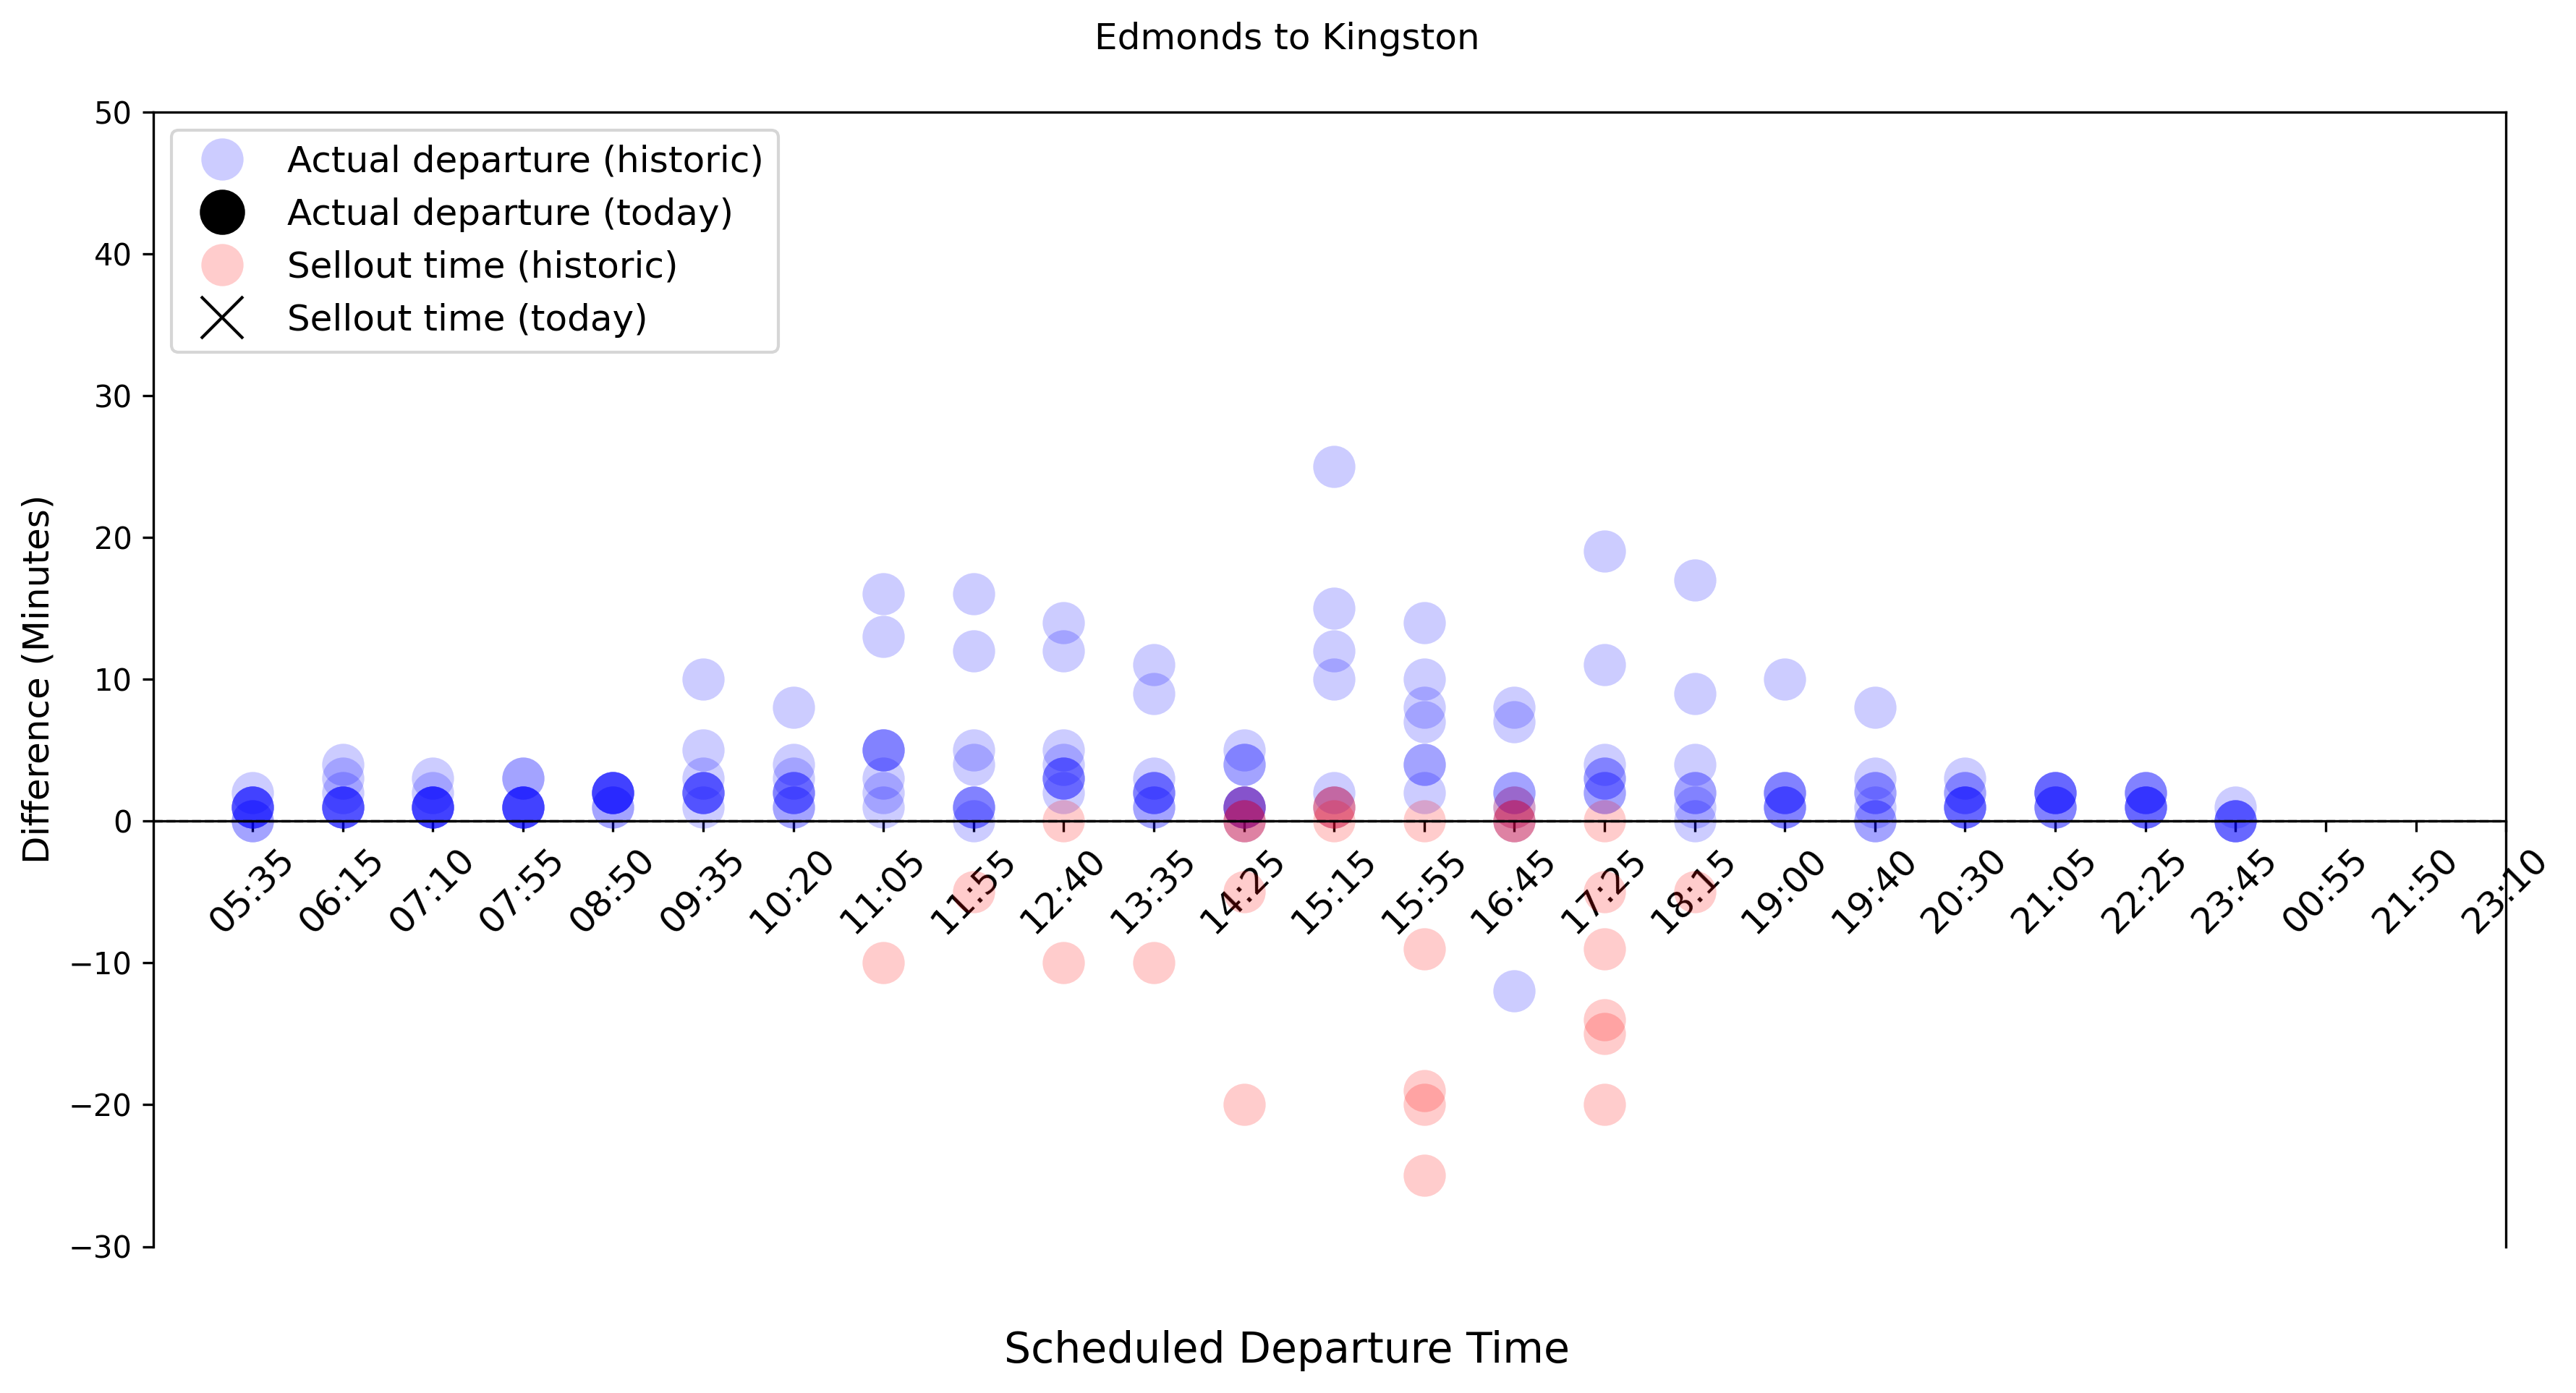 Edmonds to Kingston
Actual departure (historic)
Actual departure (today)
Sellout time (historic)
Sellout time (today)
Difference (Minutes)
50
40
30
20
10
0
−10
−20
−30
05:35 06:15 07:10 07:55 08:50 09:35 10:20 11:05 11:55 12:40 13:35 14:25 15:15 15:55 16:45 17:25 18:15 19:00 19:40 20:30 21:05 22:25 23:45 00:55 21:50 23:10
Scheduled Departure Time